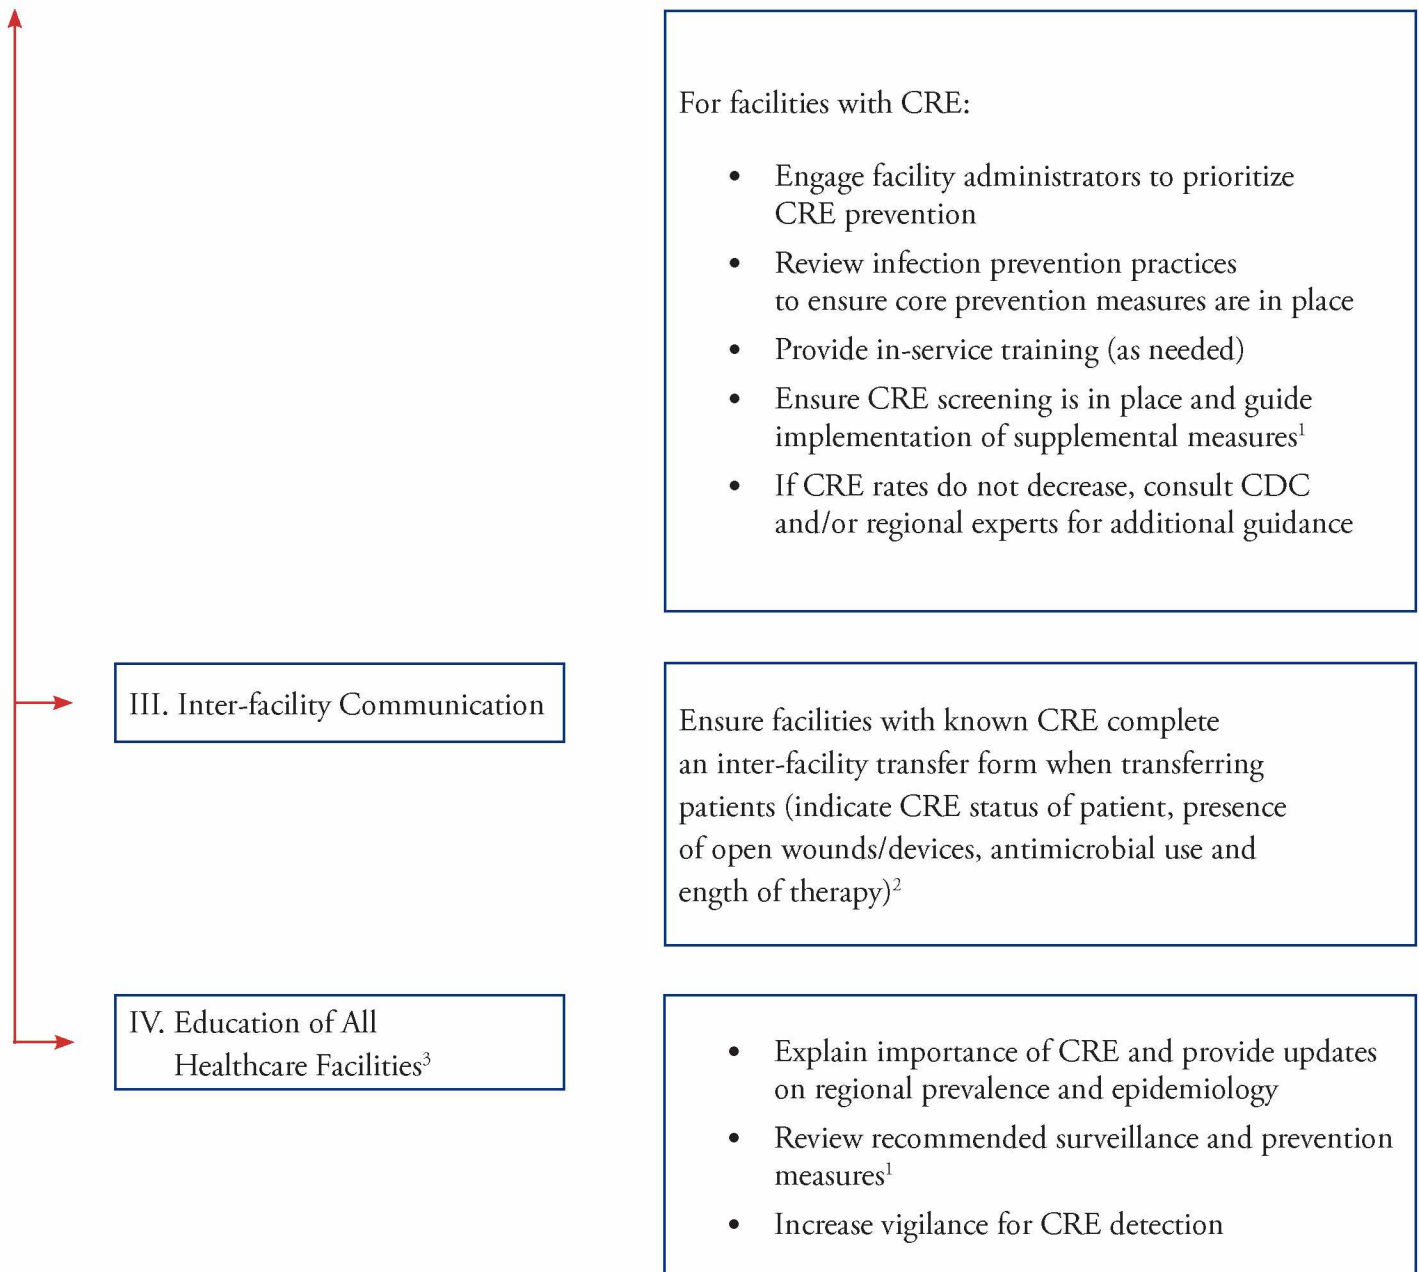 For facilities with CRE:
• Engage facility administrators to prioritize
CRE prevention
• Review infection prevention practices
to ensure core prevention measures are in place
• Provide in-service training (as needed)
• Ensure CRE screening is in place and guide
implementation of supplemental measures¹
• If CRE rates do not decrease, consult CDC
and/or regional experts for additional guidance
III. Inter-facility Communication
Ensure facilities with known CRE complete
an inter-facility transfer form when transferring
patients (indicate CRE status of patient, presence
of open wounds/devices, antimicrobial use and
ength of therapy)²
IV. Education of All
Healthcare Facilities³
• Explain importance of CRE and provide updates
on regional prevalence and epidemiology
• Review recommended surveillance and prevention
measures¹
• Increase vigilance for CRE detection